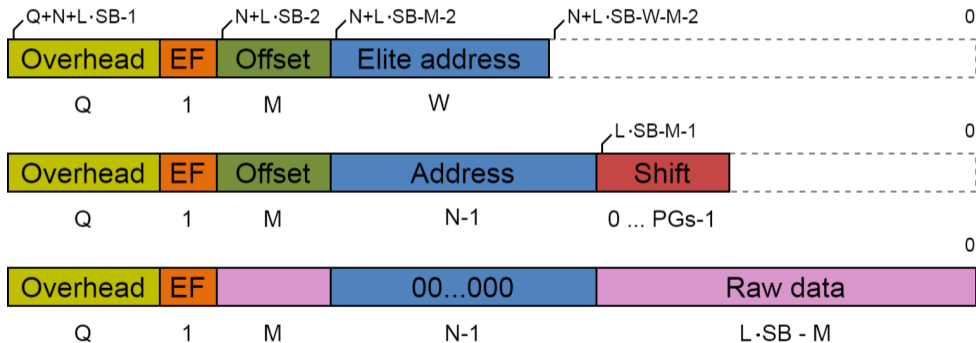 Q+N+L·SB-1 N+L·SB-2 N+L·SB-M-2 N+L·SB-W-M-2 0
Overhead EF Offset Elite address
Q 1 M W
L·SB-M-1 0
Overhead EF Offset Address Shift
Q 1 M N-1 0 ... PGs-1
0
Overhead EF 00...000 Raw data
Q 1 M N-1 L·SB - M